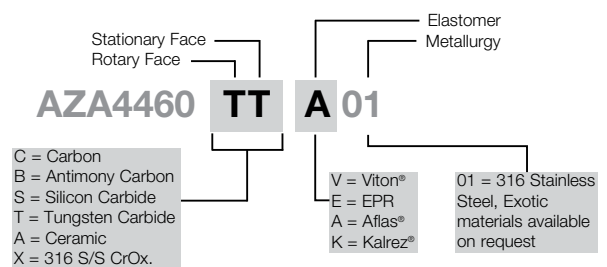 Elastomer
Stationary Face
Metallurgy
Rotary Face
AZA4460 TT A 01
C = Carbon
B = Antimony Carbon
S = Silicon Carbide
T = Tungsten Carbide
A = Ceramic
X = 316 S/S CrOx.
V = Viton®
E = EPR
A = Aflas®
K = Kalrez®
01 = 316 Stainless
Steel, Exotic
materials available
on request